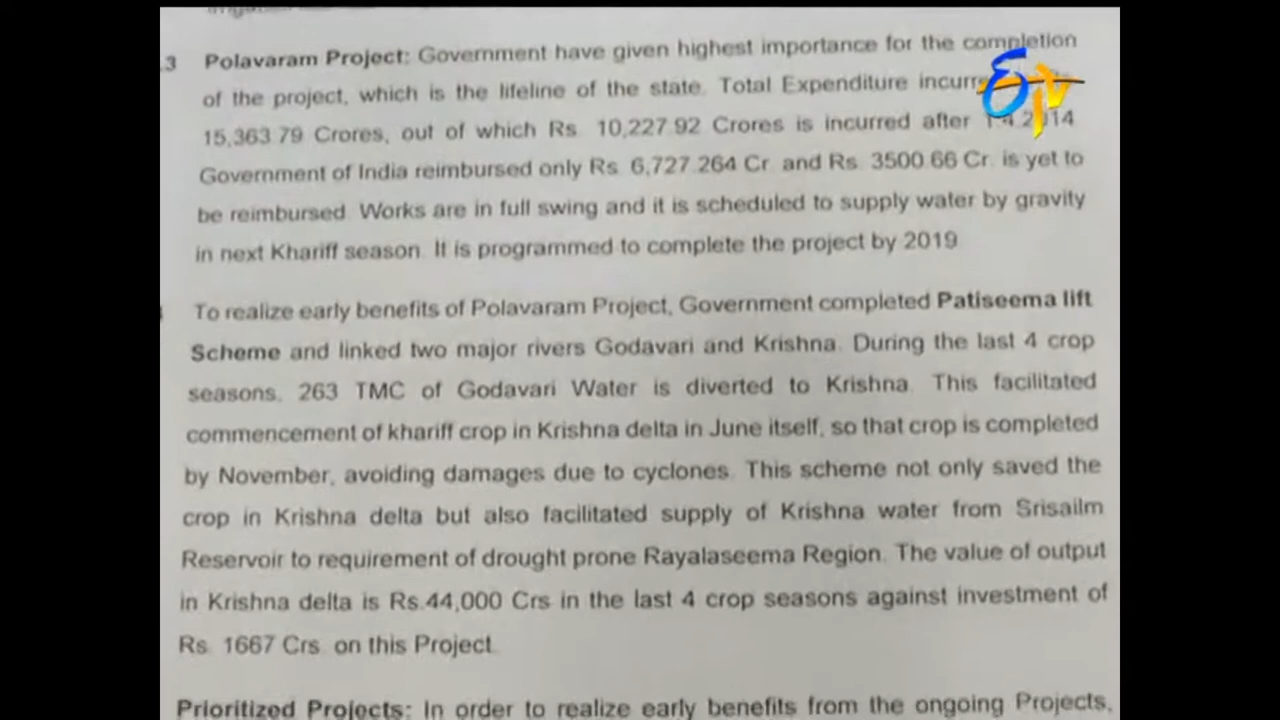 .3 Polavaram Project: Government have given highest importance for the completion
of the project, which is the lifeline of the state. Total Expenditure
15,363.79 Crores, out of which Rs. 10,227.92 Crores is incurred after
Government of India reimbursed only Rs. 6,727.264 Cr. and Rs. 3500.66 Cr. is yet to
be reimbursed. Works are in full swing and it is scheduled to supply water by gravity
in next Khariff season. It is programmed to complete the project by 2019
To realize early benefits of Polavaram Project, Government completed Patiseema lift
Scheme and linked two major rivers Godavari and Krishna. During the last 4 crop
seasons, 263 TMC of Godavari Water is diverted to Krishna. This facilitated
commencement of khariff crop in Krishna delta in June itself, so that crop is completed
by November, avoiding damages due to cyclones. This scheme not only saved the
crop in Krishna delta but also facilitated supply of Krishna water from Srisailm
Reservoir to requirement of drought prone Rayalaseema Region. The value of output
in Krishna delta is Rs.44,000 Crs in the last 4 crop seasons against investment of
Rs. 1667 Crs. on this Project.
Prioritized Projects: In order to realize early benefits from the ongoing Projects,
ETV